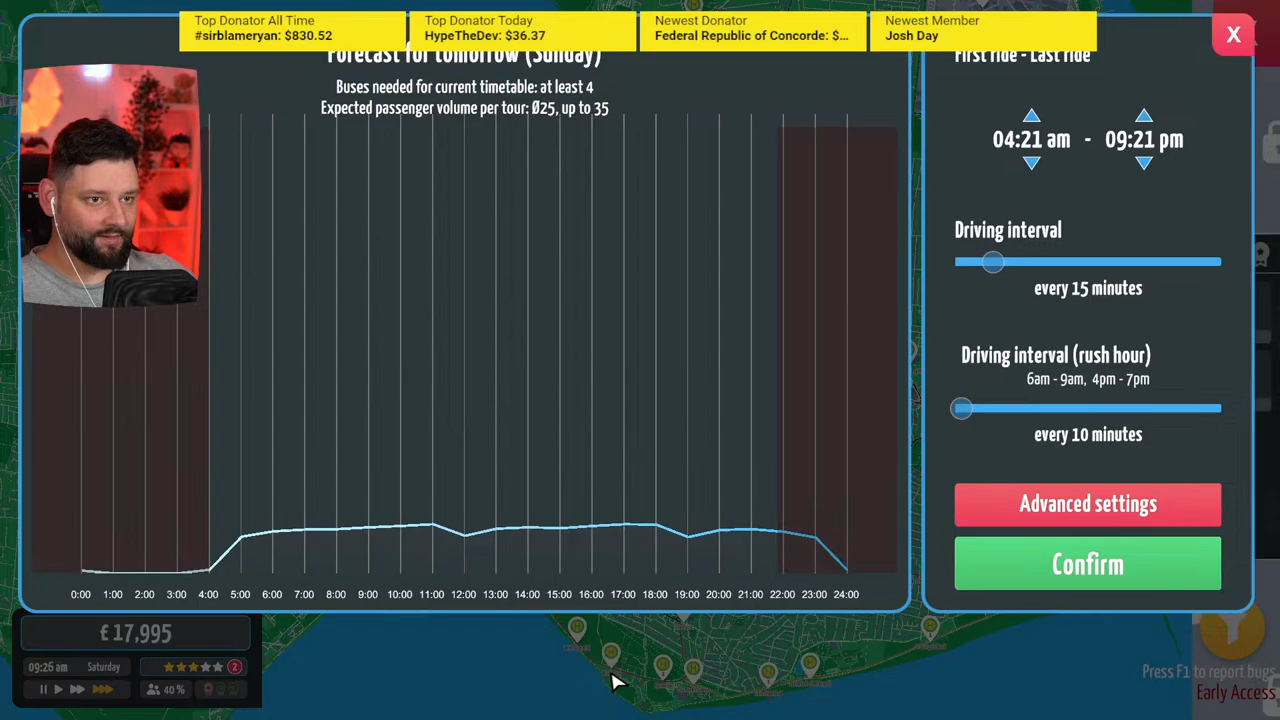 Top Donator All Time
#sirblameryan: $830.52
Top Donator Today
HypeTheDev: $36.37
Newest Donator
Federal Republic of Concorde: $...
Newest Member
Josh Day
X
Forecast for tomorrow (Sunday)
Buses needed for current timetable: at least 4
Expected passenger volume per tour: Ø25, up to 35
First ride - Last ride
04:21 am - 09:21 pm
Driving interval
every 15 minutes
Driving interval (rush hour)
6am - 9am, 4pm - 7pm
every 10 minutes
Advanced settings
Confirm
0:00 1:00 2:00 3:00 4:00 5:00 6:00 7:00 8:00 9:00 10:00 11:00 12:00 13:00 14:00 15:00 16:00 17:00 18:00 19:00 20:00 21:00 22:00 23:00 24:00
£ 17,995
09:26 am Saturday 2
40 %
Press F1 to report bugs
Early Access